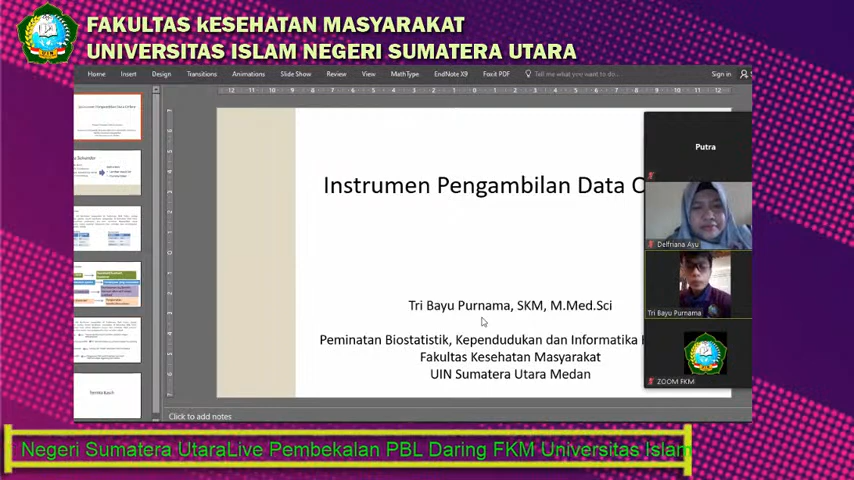 FAKULTAS kESEHATAN MASYARAKAT
UNIVERSITAS ISLAM NEGERI SUMATERA UTARA
Home Insert Design Transitions Animations Slide Show Review View MathType EndNote X9 Foxit PDF Tell me what you want to do... Sign in
Instrumen Pengambilan Data
Putra
Delfriana Ayu
Tri Bayu Purnama, SKM, M.Med.Sci
Tri Bayu Purnama
Peminatan Biostatistik, Kependudukan dan Informatika
Fakultas Kesehatan Masyarakat
UIN Sumatera Utara Medan
ZOOM FKM
Terima Kasih
Click to add notes
Negeri Sumatera UtaraLive Pembekalan PBL Daring FKM Universitas Islam